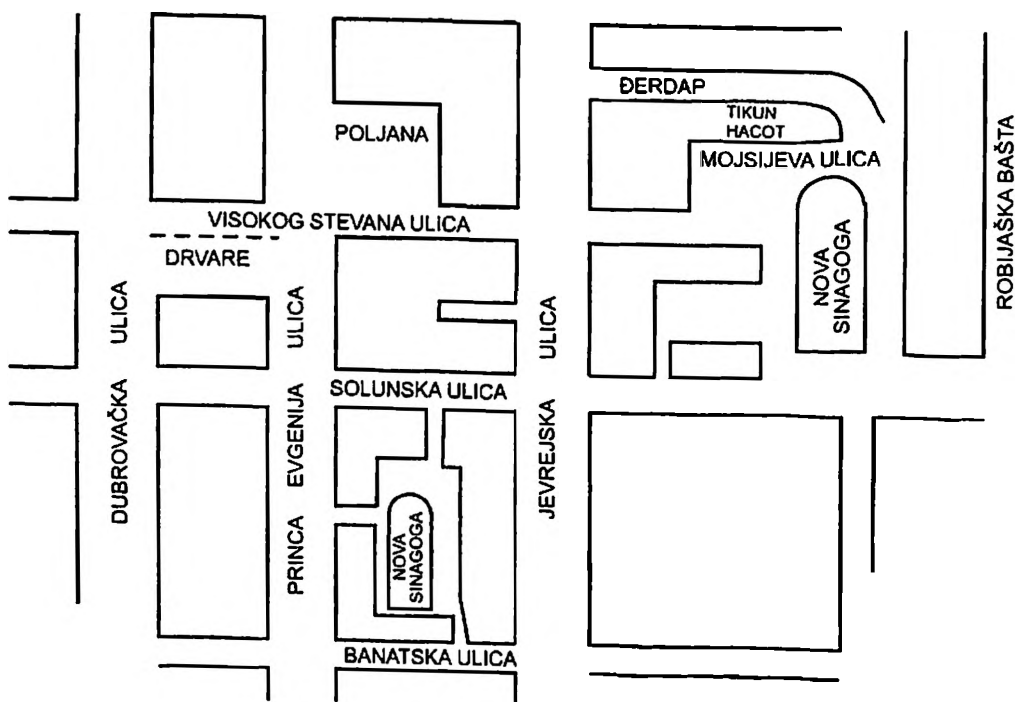 ĐERDAP
TIKUN
HACOT
POLJANA
MOJSIJEVA ULICA
ROBIJAŠKA BAŠTA
VISOKOG STEVANA ULICA
DRVARE
NOVA
SINAGOGA
DUBROVAČKA ULICA
PRINCA EVGENIJA ULICA
JEVREJSKA ULICA
SOLUNSKA ULICA
NOVA
SINAGOGA
BANATSKA ULICA